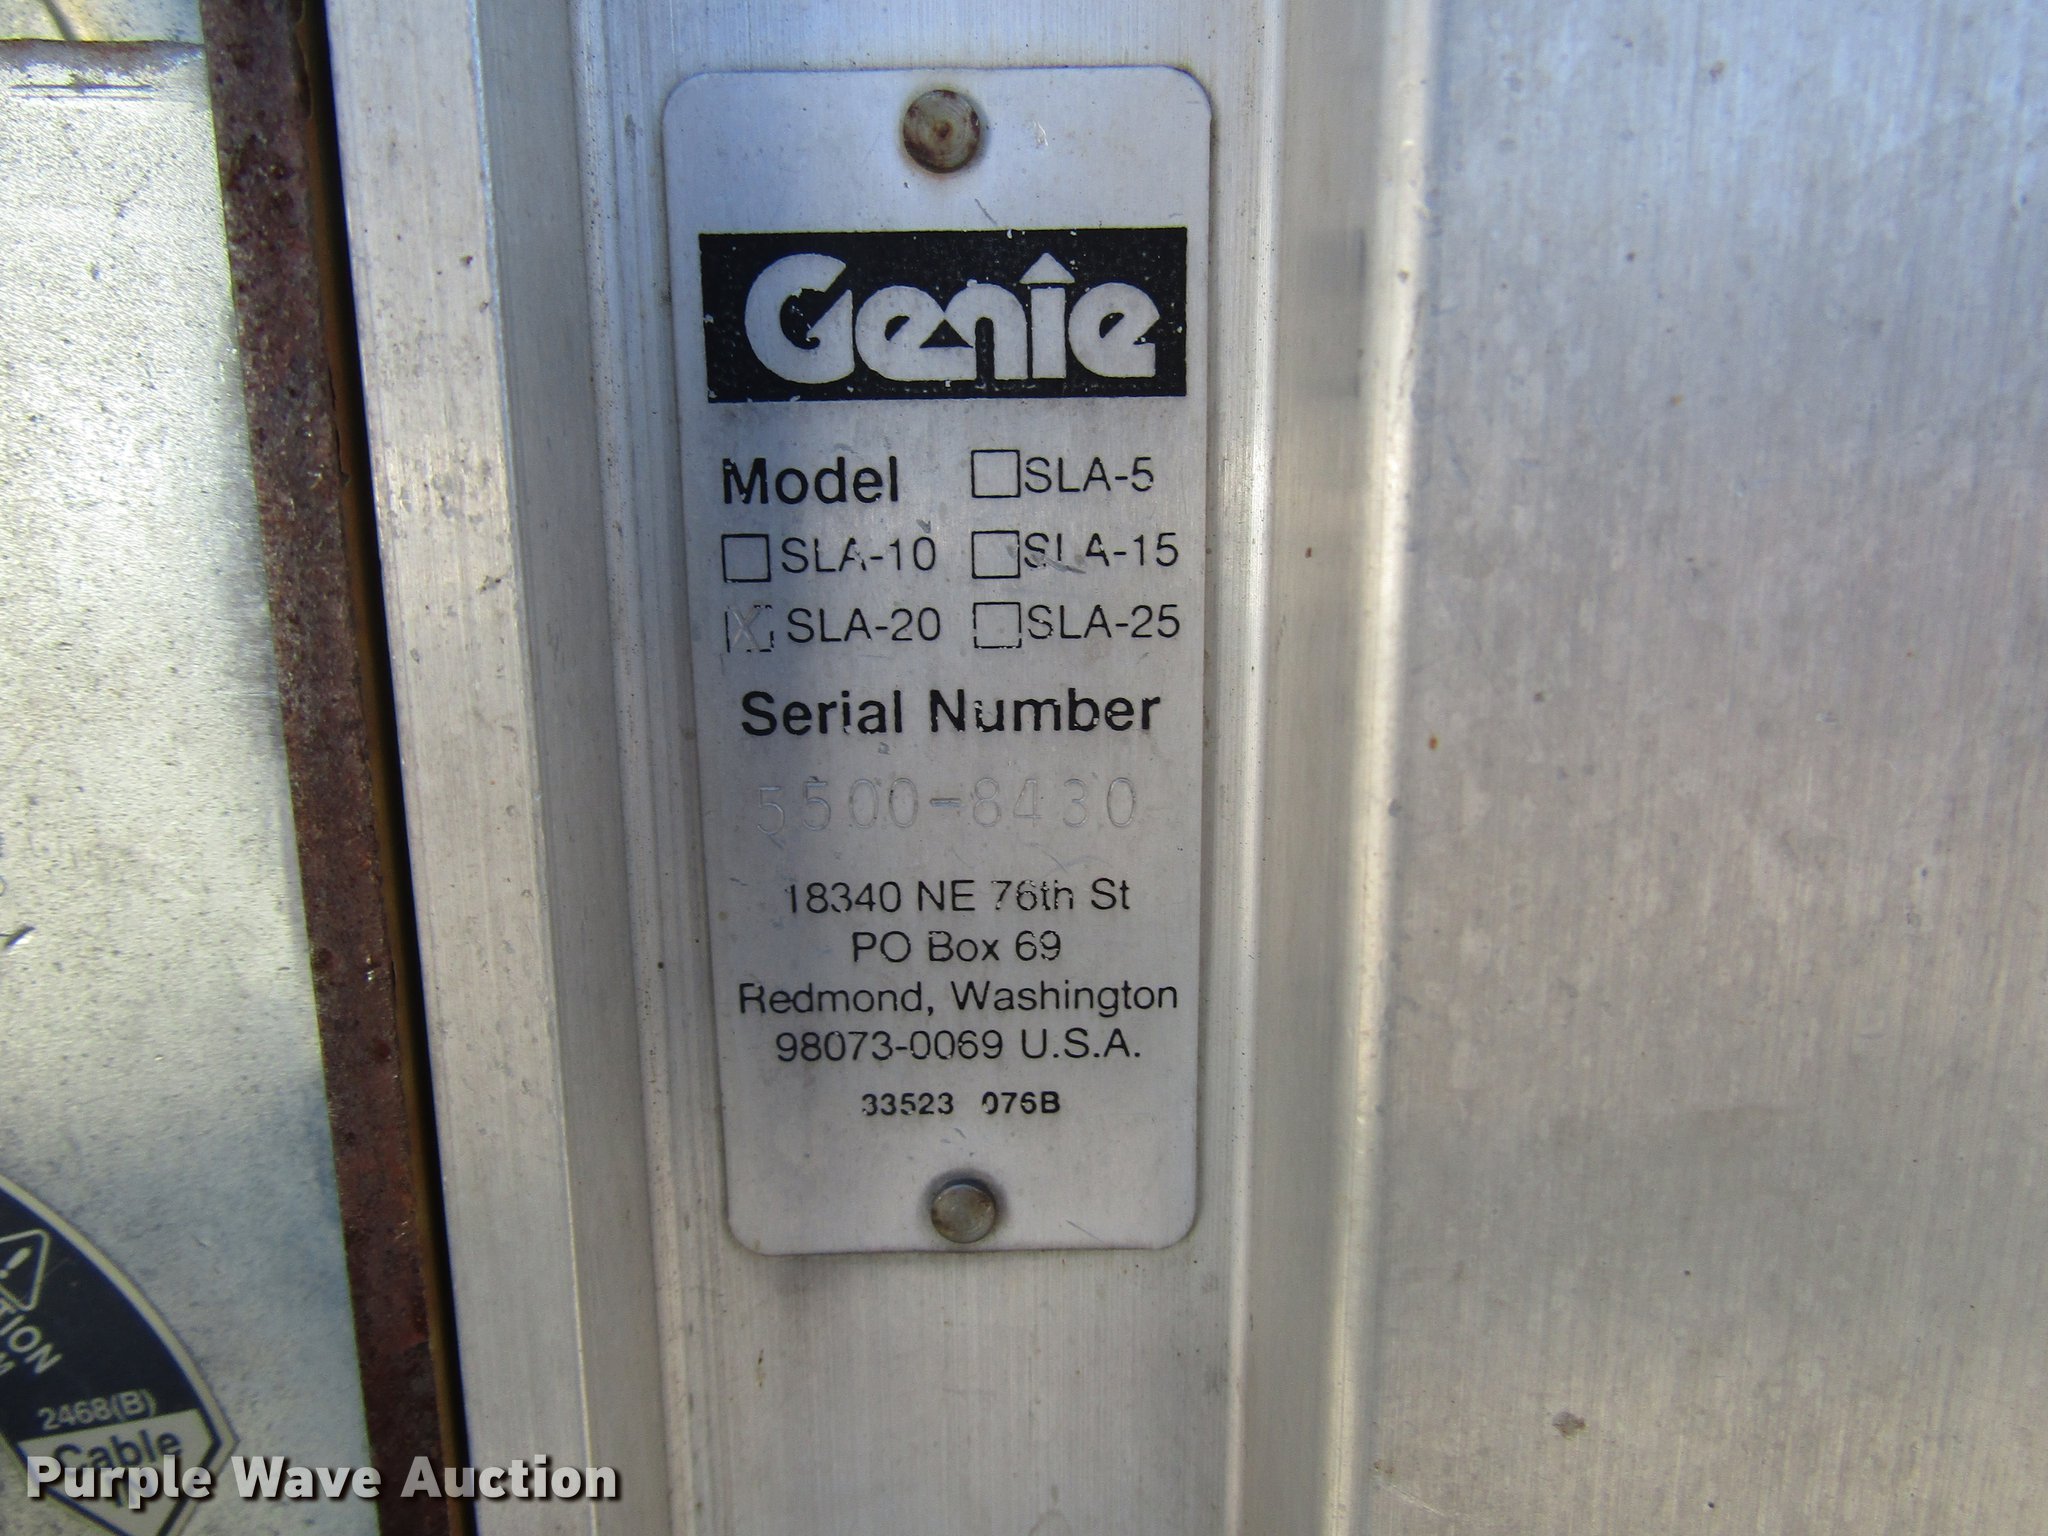 Genie
Model ☐ SLA-5
☐ SLA-10 ☐ SLA-15
☒ SLA-20 ☐ SLA-25
Serial Number
5500-8430
18340 NE 76th St
PO Box 69
Redmond, Washington
98073-0069 U.S.A.
33523 076B
2468(B)
Cable
Purple Wave Auction